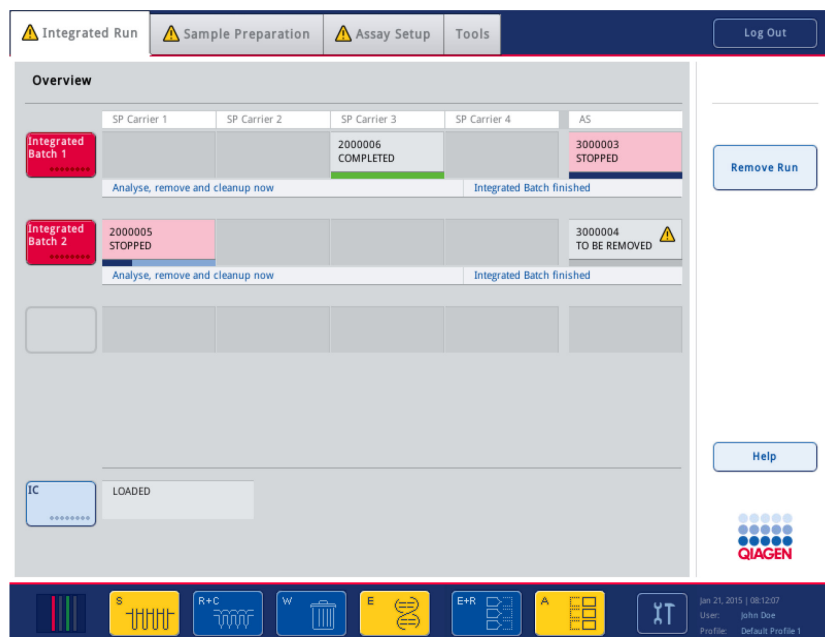 Integrated Run
Sample Preparation
Assay Setup
Tools
Log Out
Overview
SP Carrier 1
SP Carrier 2
SP Carrier 3
SP Carrier 4
AS
Integrated
Batch 1
2000006
COMPLETED
3000003
STOPPED
Remove Run
Analyse, remove and cleanup now
Integrated Batch finished
Integrated
Batch 2
2000005
STOPPED
3000004
TO BE REMOVED
Analyse, remove and cleanup now
Integrated Batch finished
Help
IC
LOADED
QIAGEN
S
R+C
W
E
E+R
A
Jan 21, 2015 | 08:12:07
User: John Doe
Profile: Default Profile 1